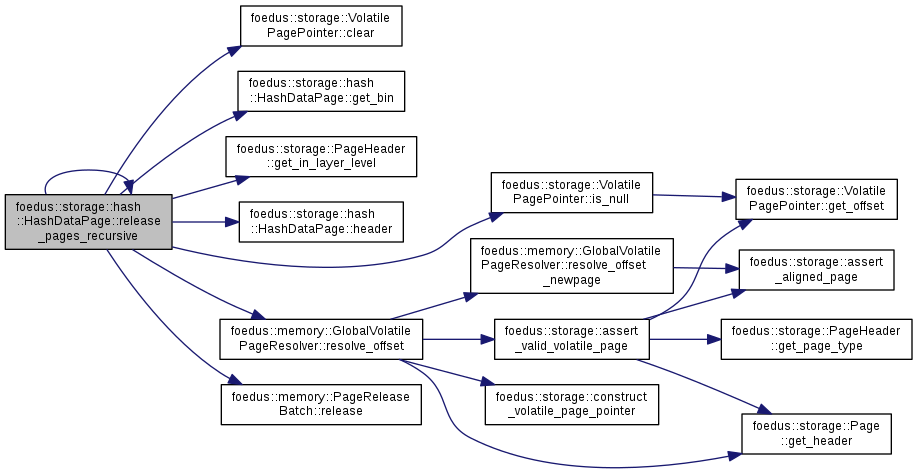 foedus::storage::Volatile
PagePointer::clear
foedus::storage::hash
::HashDataPage::get_bin
foedus::storage::PageHeader
::get_in_layer_level
foedus::storage::hash
::HashDataPage::release
_pages_recursive
foedus::storage::hash
::HashDataPage::header
foedus::storage::Volatile
PagePointer::is_null
foedus::storage::Volatile
PagePointer::get_offset
foedus::memory::GlobalVolatile
PageResolver::resolve_offset
_newpage
foedus::storage::assert
_aligned_page
foedus::memory::GlobalVolatile
PageResolver::resolve_offset
foedus::storage::assert
_valid_volatile_page
foedus::storage::PageHeader
::get_page_type
foedus::memory::PageRelease
Batch::release
foedus::storage::construct
_volatile_page_pointer
foedus::storage::Page
::get_header